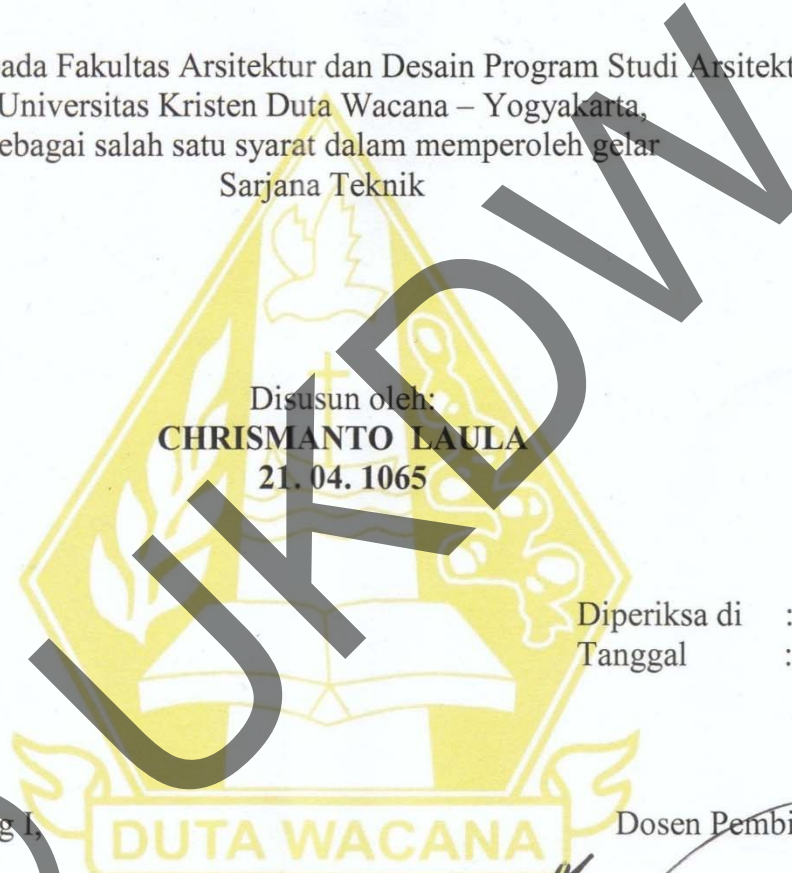 ada Fakultas Arsitektur dan Desain Program Studi Arsitekt
Universitas Kristen Duta Wacana – Yogyakarta,
ebagai salah satu syarat dalam memperoleh gelar
Sarjana Teknik
Disusun oleh:
CHRISMANTO LAULA
21. 04. 1065
Diperiksa di :
Tanggal :
g I,
Dosen Pembi
DUTA WACANA
UKDW